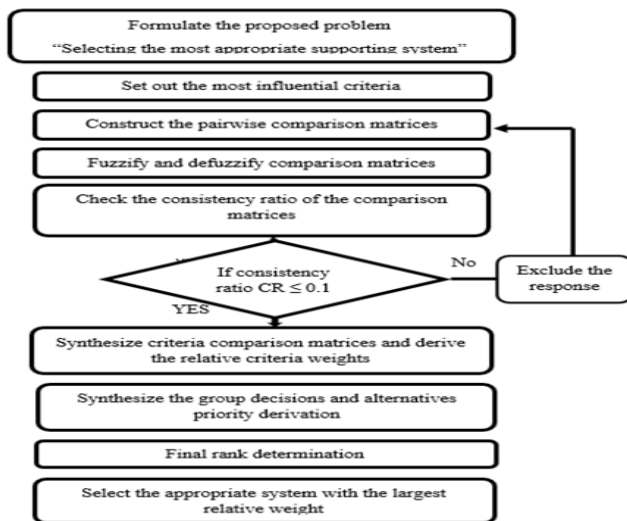 Formulate the proposed problem
“Selecting the most appropriate supporting system”
Set out the most influential criteria
Construct the pairwise comparison matrices
Fuzzify and defuzzify comparison matrices
Check the consistency ratio of the comparison
matrices
If consistency
ratio CR ≤ 0.1
No
Exclude the
response
YES
Synthesize criteria comparison matrices and derive
the relative criteria weights
Synthesize the group decisions and alternatives
priority derivation
Final rank determination
Select the appropriate system with the largest
relative weight